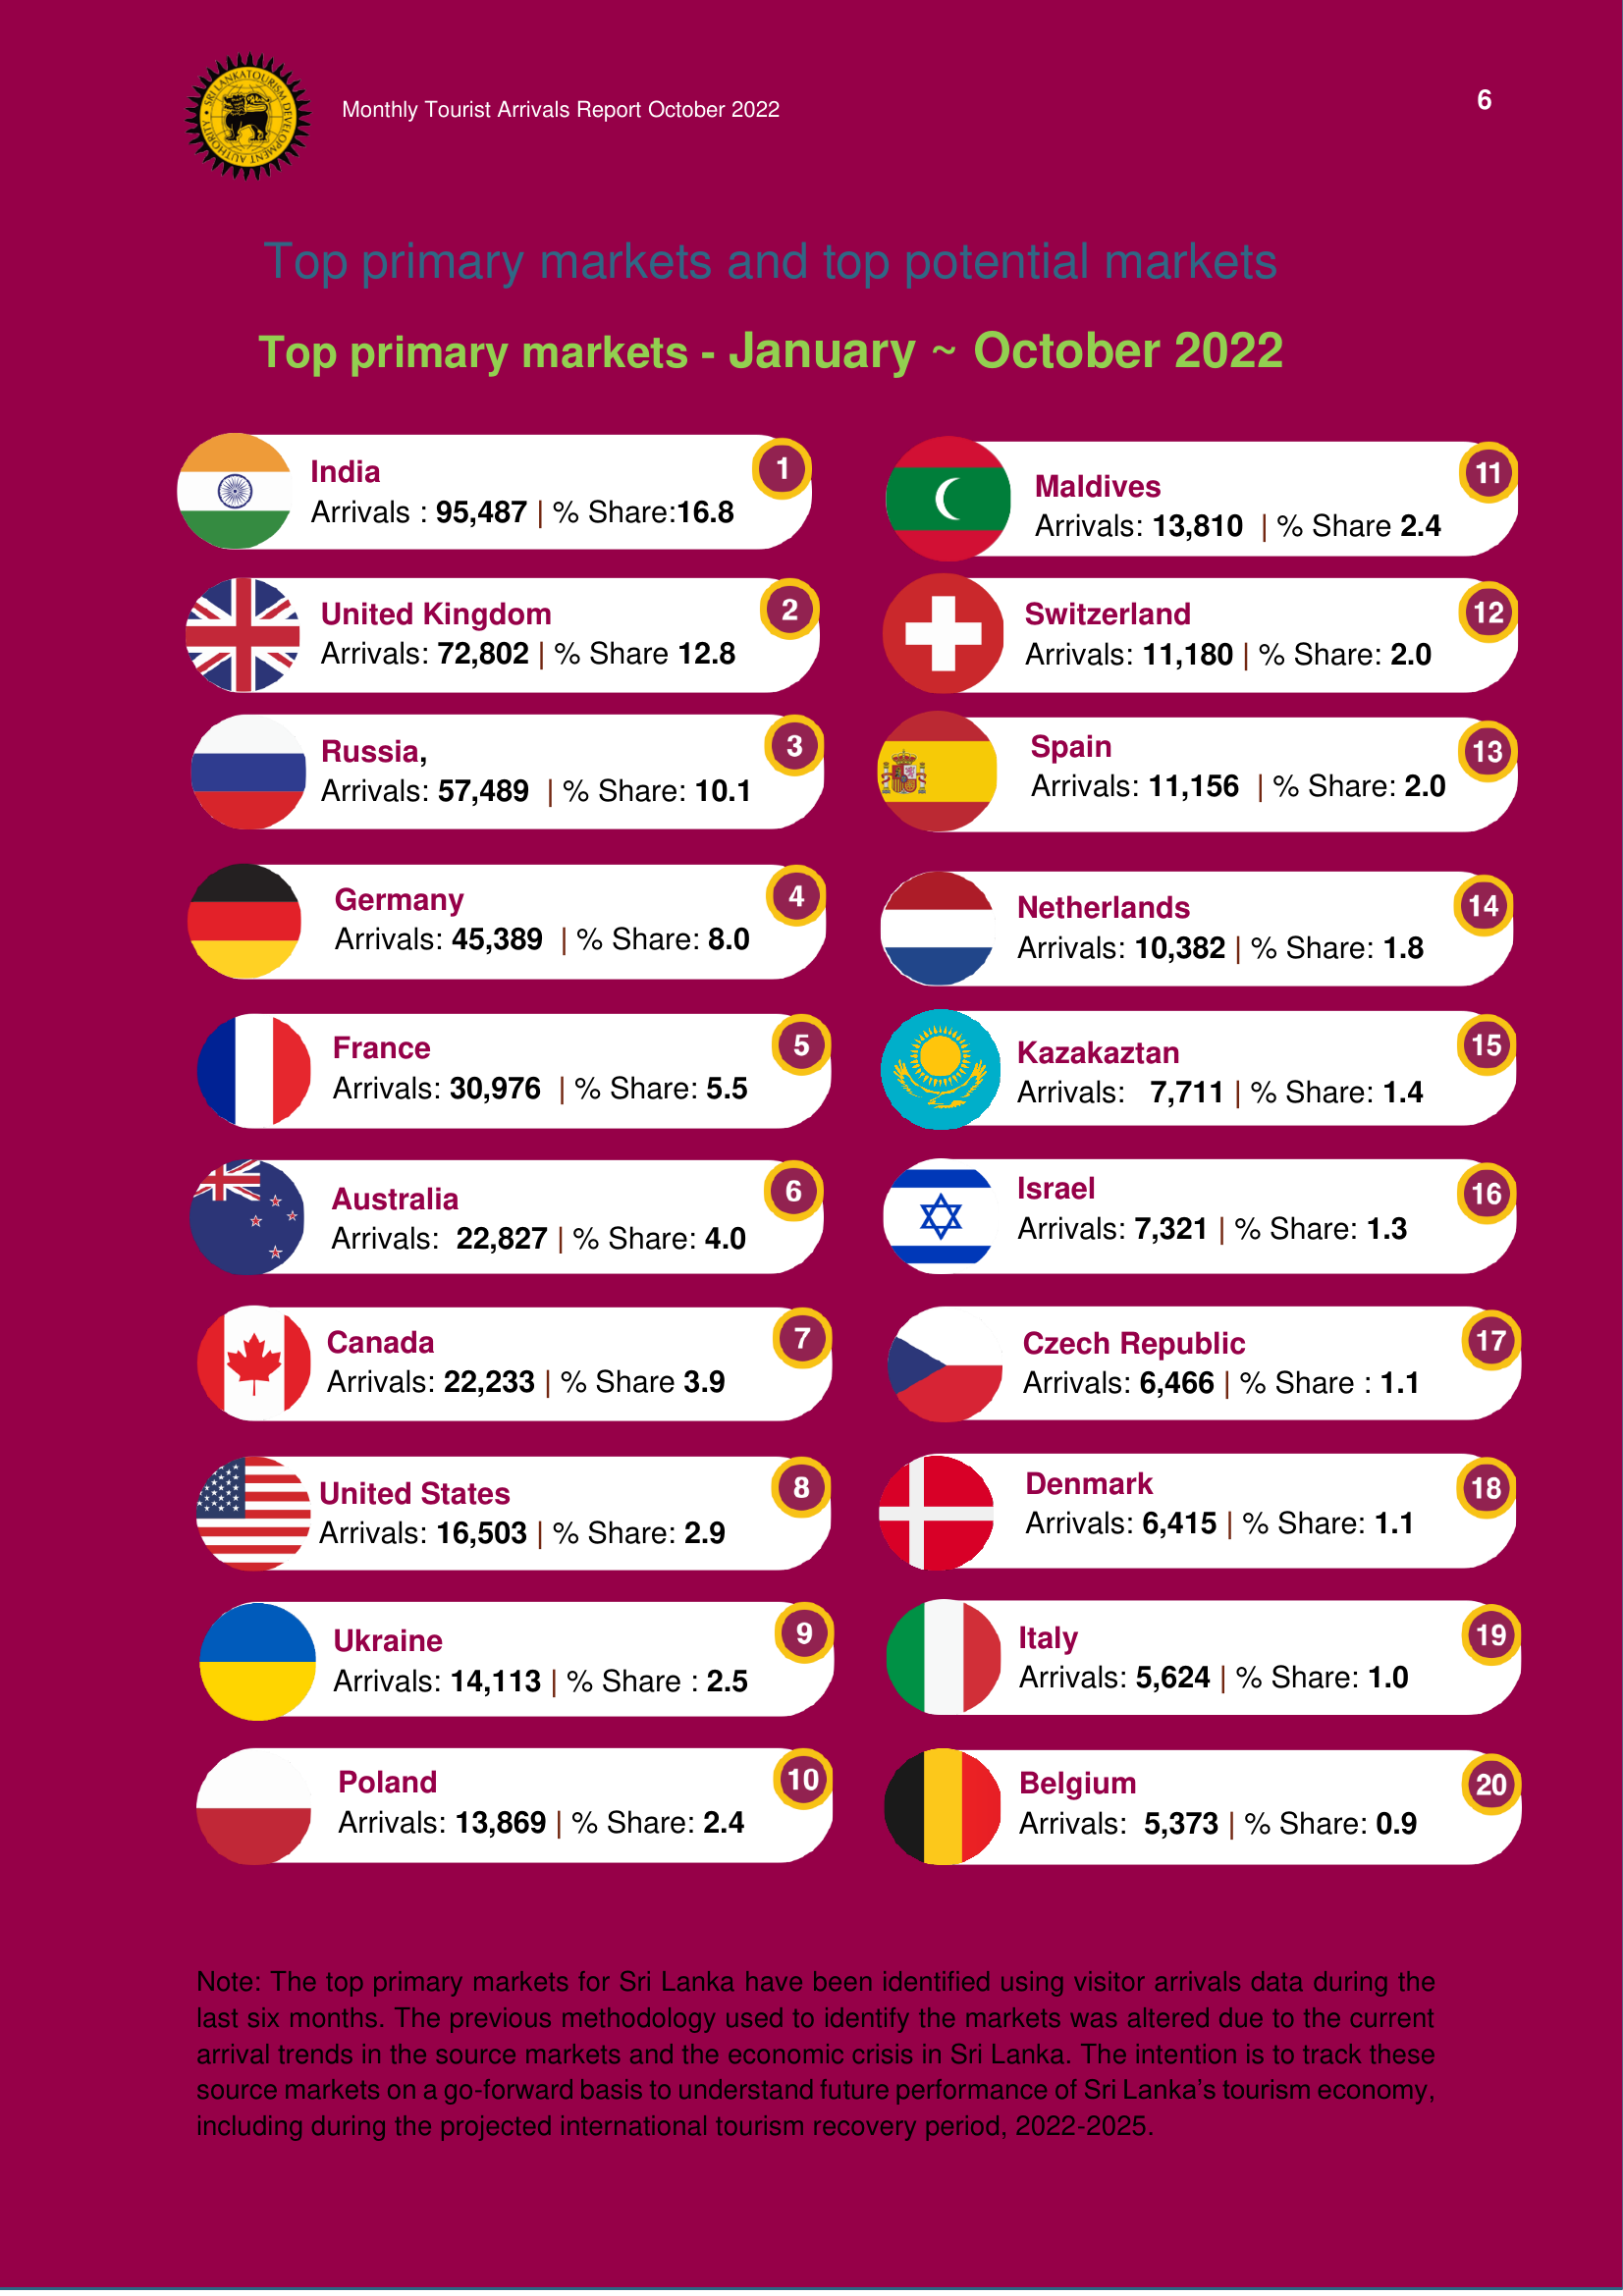 SRI LANKA TOURISM DEVELOPMENT AUTHORITY
Monthly Tourist Arrivals Report October 2022
6
Top primary markets and top potential markets
Top primary markets - January ~ October 2022
India
Arrivals : 95,487 | % Share:16.8
1
United Kingdom
Arrivals: 72,802 | % Share 12.8
2
Russia,
Arrivals: 57,489 | % Share: 10.1
3
Germany
Arrivals: 45,389 | % Share: 8.0
4
France
Arrivals: 30,976 | % Share: 5.5
5
Australia
Arrivals: 22,827 | % Share: 4.0
6
Canada
Arrivals: 22,233 | % Share 3.9
7
United States
Arrivals: 16,503 | % Share: 2.9
8
Ukraine
Arrivals: 14,113 | % Share : 2.5
9
Poland
Arrivals: 13,869 | % Share: 2.4
10
Maldives
Arrivals: 13,810 | % Share 2.4
11
Switzerland
Arrivals: 11,180 | % Share: 2.0
12
Spain
Arrivals: 11,156 | % Share: 2.0
13
Netherlands
Arrivals: 10,382 | % Share: 1.8
14
Kazakaztan
Arrivals: 7,711 | % Share: 1.4
15
Israel
Arrivals: 7,321 | % Share: 1.3
16
Czech Republic
Arrivals: 6,466 | % Share : 1.1
17
Denmark
Arrivals: 6,415 | % Share: 1.1
18
Italy
Arrivals: 5,624 | % Share: 1.0
19
Belgium
Arrivals: 5,373 | % Share: 0.9
20
Note: The top primary markets for Sri Lanka have been identified using visitor arrivals data during the
last six months. The previous methodology used to identify the markets was altered due to the current
arrival trends in the source markets and the economic crisis in Sri Lanka. The intention is to track these
source markets on a go-forward basis to understand future performance of Sri Lanka's tourism economy,
including during the projected international tourism recovery period, 2022-2025.